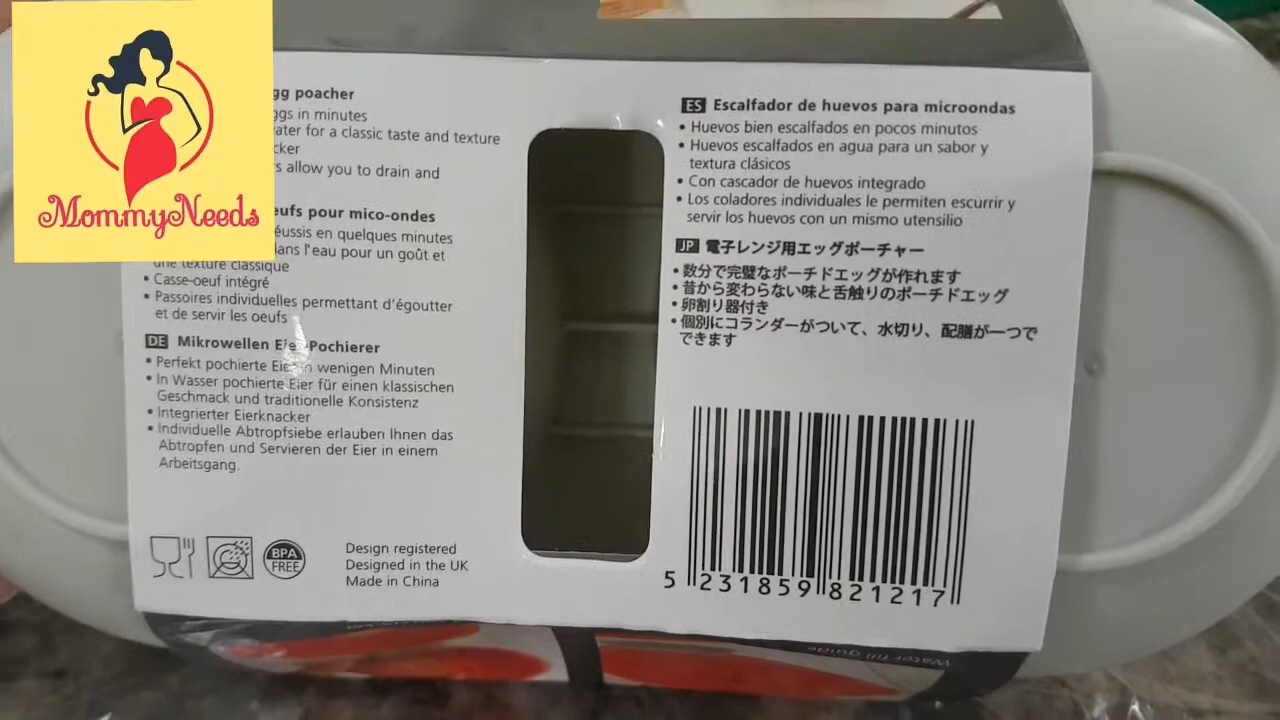 MommyNeeds
gg poacher
ggs in minutes
ater for a classic taste and texture
cker
s allow you to drain and
eufs pour mico-ondes
éussis en quelques minutes
lans l'eau pour un goût et
une texture classique
• Casse-oeuf intégré
• Passoires individuelles permettant d'égoutter
et de servir les oeufs
DE Mikrowellen Eier-Pochierer
• Perfekt pochierte Eier in wenigen Minuten
• In Wasser pochierte Eier für einen klassischen
Geschmack und traditionelle Konsistenz
• Integrierter Eierknacker
• Individuelle Abtropfsiebe erlauben Ihnen das
Abtropfen und Servieren der Eier in einem
Arbeitsgang.
BPA
FREE
Design registered
Designed in the UK
Made in China
ES Escalfador de huevos para microondas
• Huevos bien escalfados en pocos minutos
• Huevos escalfados en agua para un sabor y
textura clásicos
• Con cascador de huevos integrado
• Los coladores individuales le permiten escurrir y
servir los huevos con un mismo utensilio
JP 電子レンジ用エッグポーチャー
• 数分で完璧なポーチドエッグが作れます
• 昔から変わらない味と舌触りのポーチドエッグ
• 卵割り器付き
• 個別にコランダーがついて、水切り、配膳が一つで
できます
5 231859 821217
Water fill guide